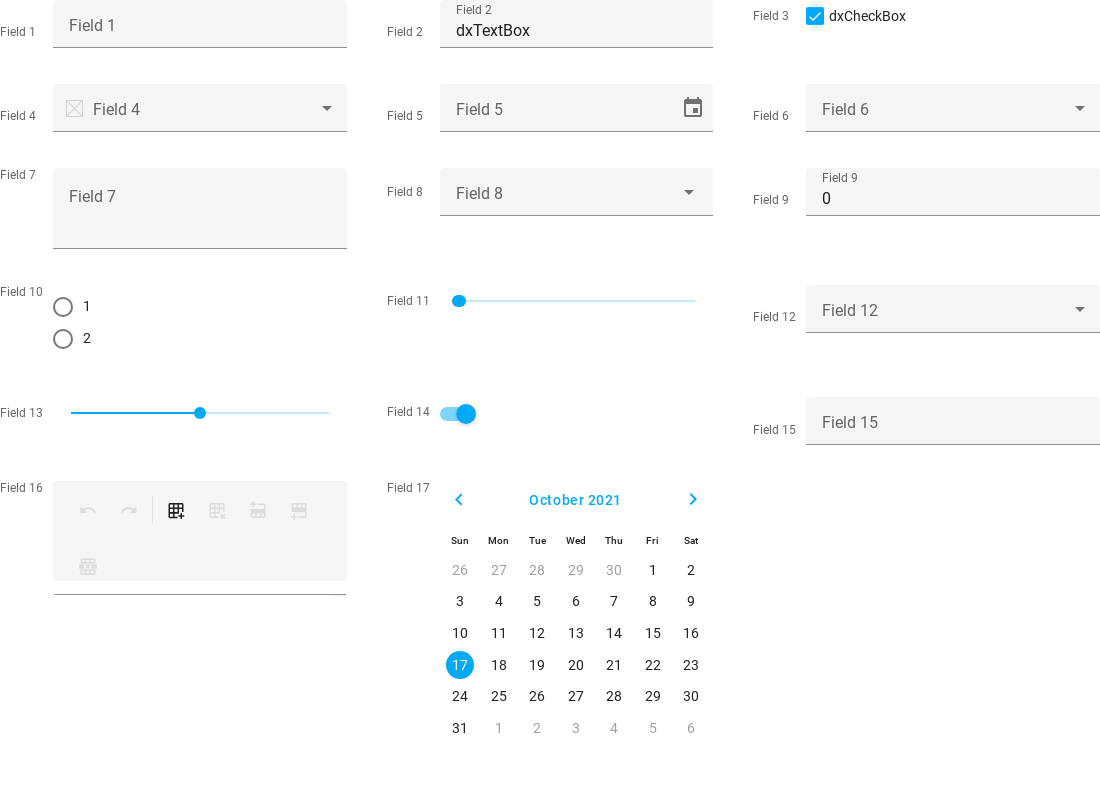 Field 1
Field 1
Field 2
Field 2
dxTextBox
Field 3
dxCheckBox
Field 4
Field 4
Field 5
Field 5
Field 6
Field 6
Field 7
Field 7
Field 8
Field 8
Field 9
Field 9
0
Field 10
1
2
Field 11
Field 12
Field 12
Field 13
Field 14
Field 15
Field 15
Field 16
Field 17
October 2021
Sun Mon Tue Wed Thu Fri Sat
26 27 28 29 30 1 2
3 4 5 6 7 8 9
10 11 12 13 14 15 16
17 18 19 20 21 22 23
24 25 26 27 28 29 30
31 1 2 3 4 5 6